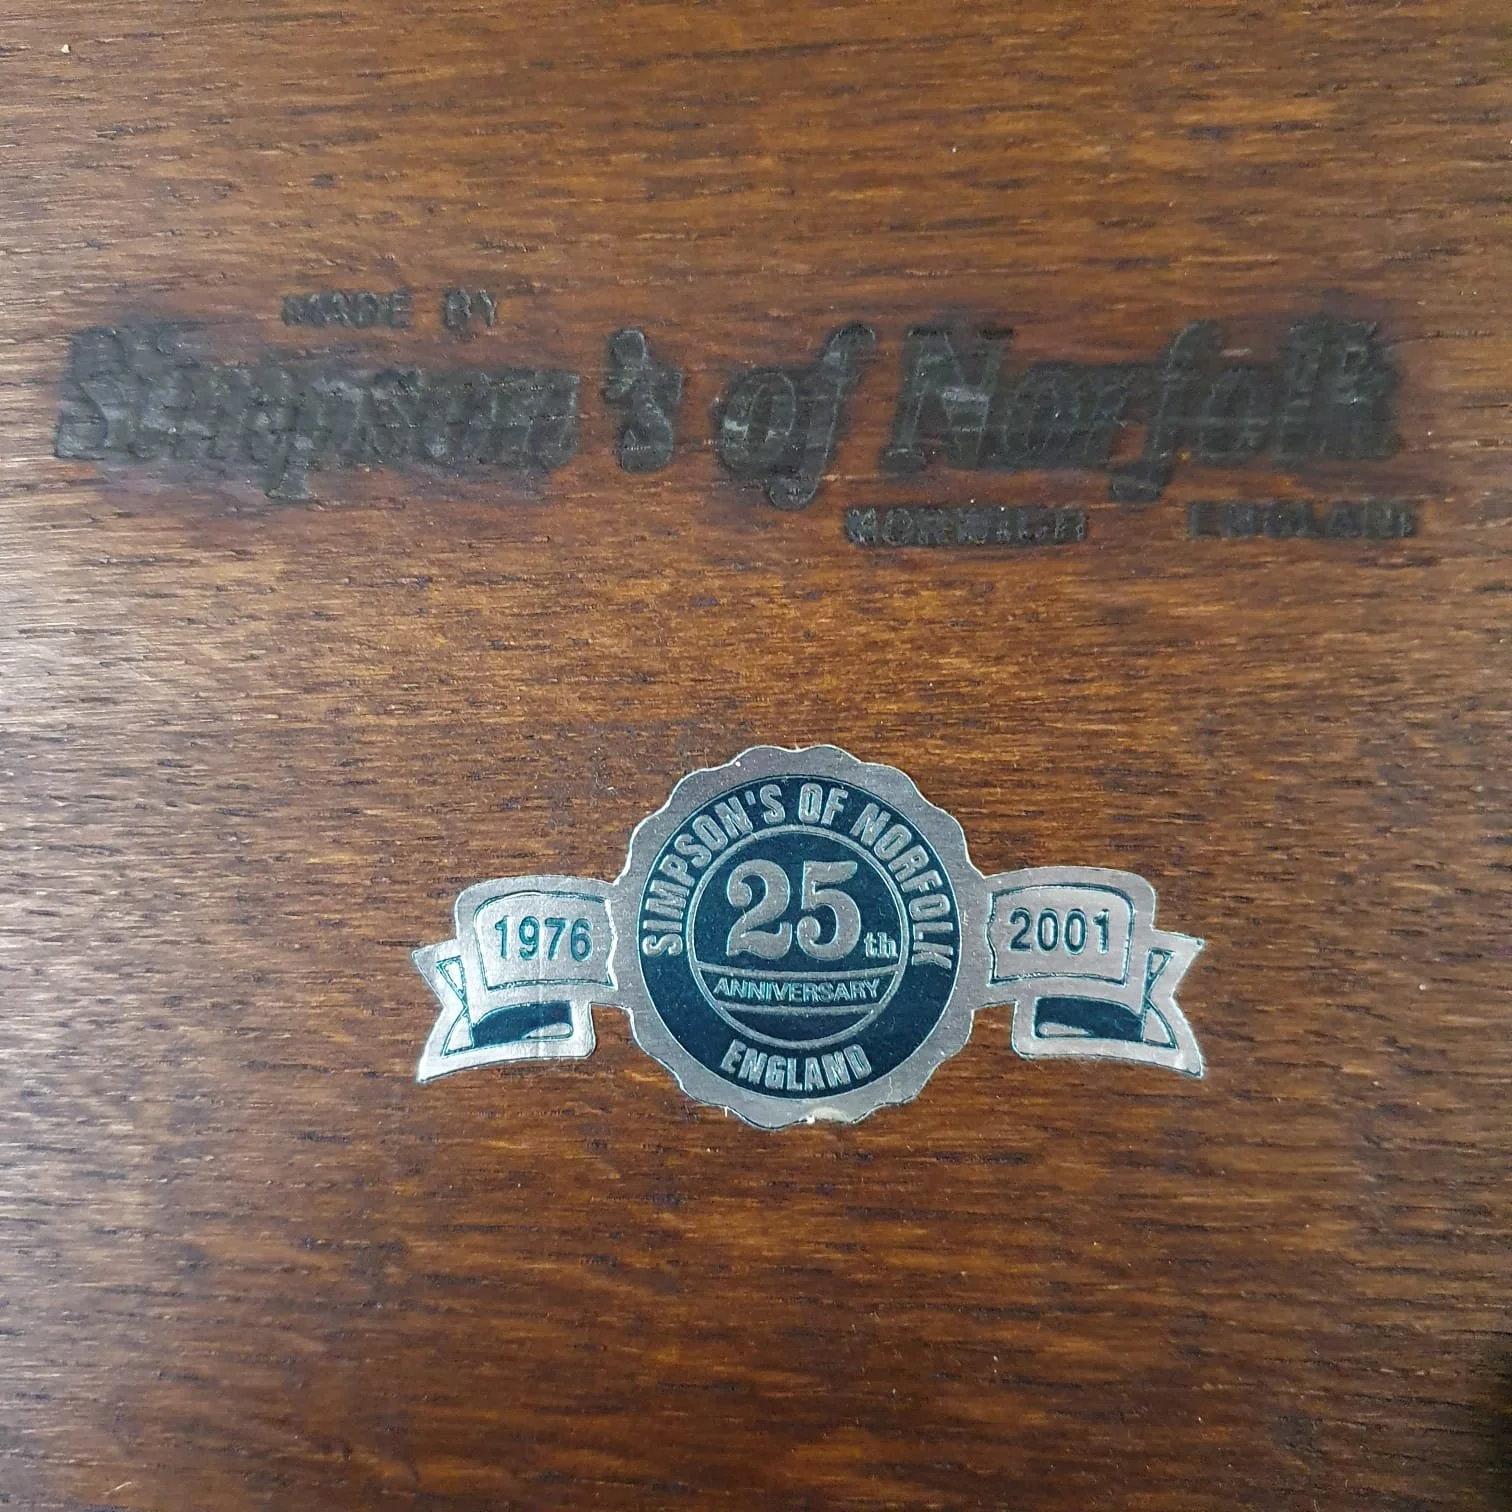 MADE BY
Simpson's of Norfolk
NORWICH ENGLAND
SIMPSON'S OF NORFOLK
1976
25th
2001
ANNIVERSARY
ENGLAND